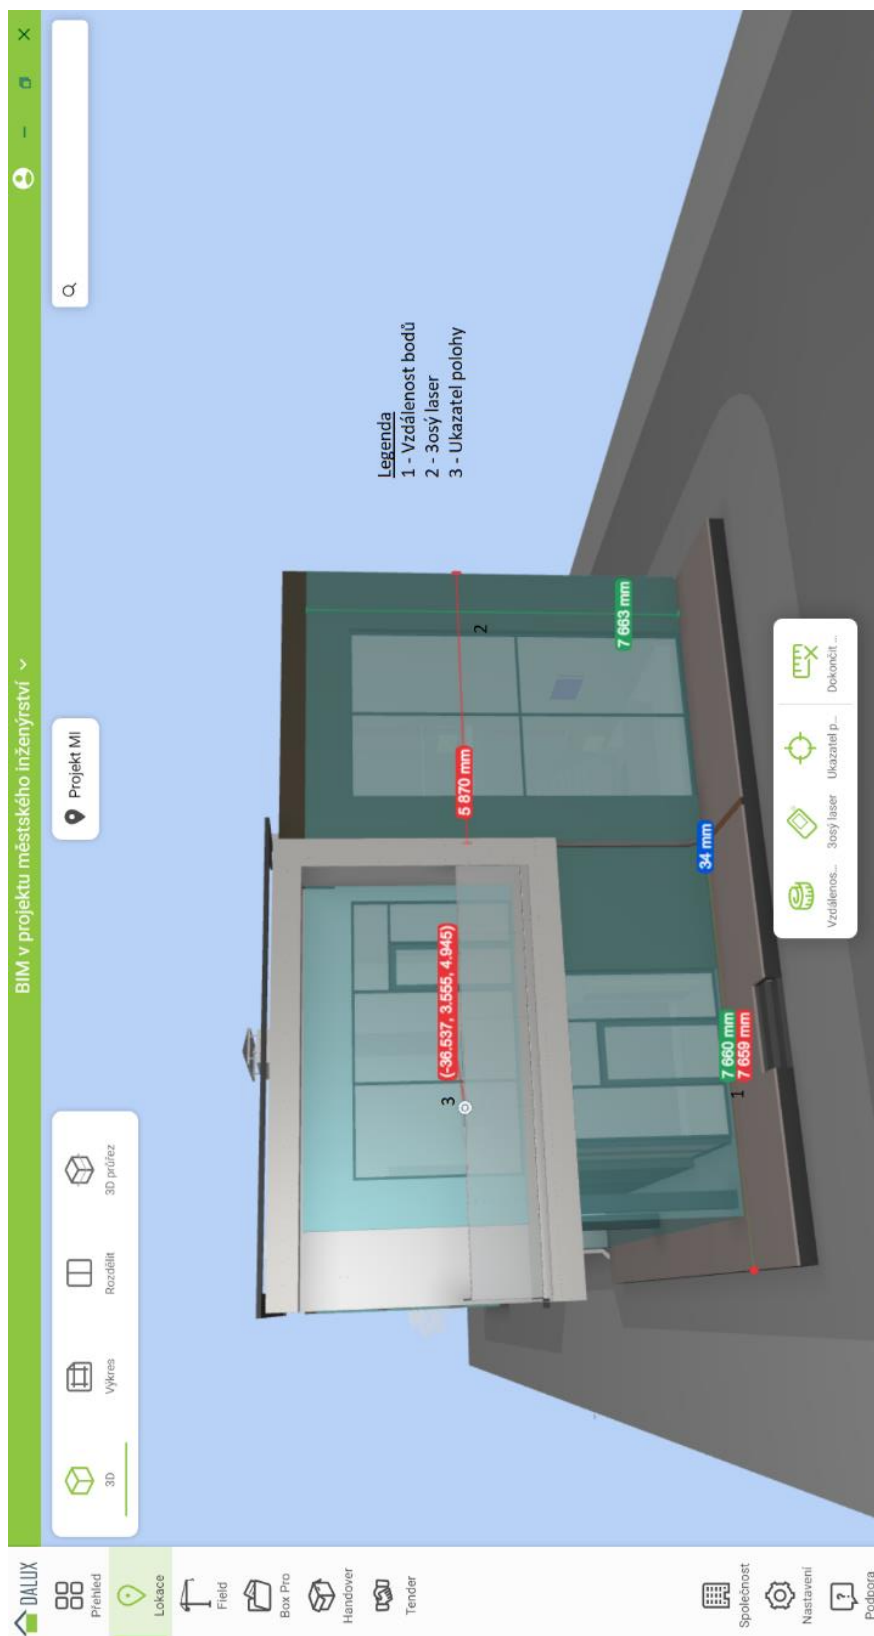 DALUX
BIM v projektu městského inženýrství
Přehled
Lokace
Field
Box Pro
Handover
Tender
Společnost
Nastavení
Podpora
3D
Výkres
Rozdělit
3D průřez
Projekt MI
Legenda
1 - Vzdálenost bodů
2 - 3osý laser
3 - Ukazatel polohy
3
(-36.537, 3.555, 4.945)
5 870 mm
2
7 663 mm
34 mm
7 660 mm
7 659 mm
1
Vzdálenos...
3osý laser
Ukazatel p...
Dokončit ...